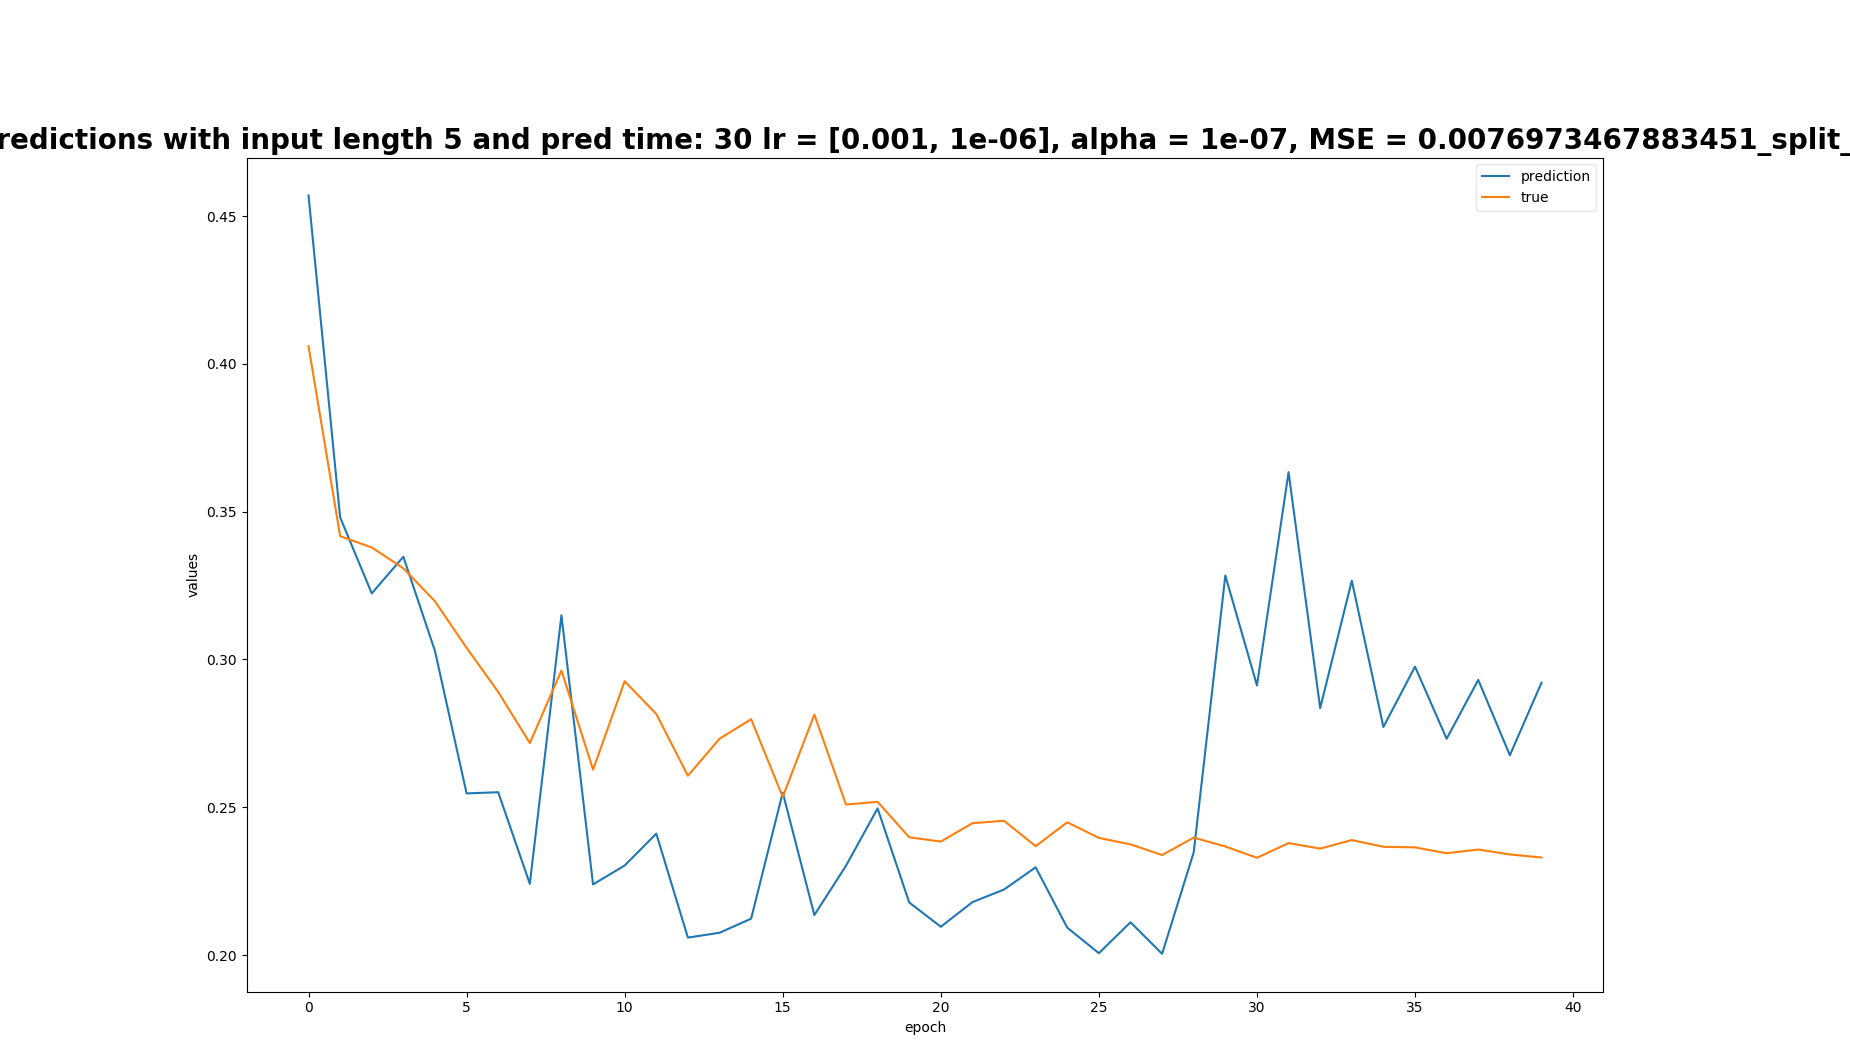 redictions with input length 5 and pred time: 30 lr = [0.001, 1e-06], alpha = 1e-07, MSE = 0.0076973467883451_split_
prediction
true
0.45
0.40
0.35
0.30
0.25
0.20
values
0 5 10 15 20 25 30 35 40
epoch